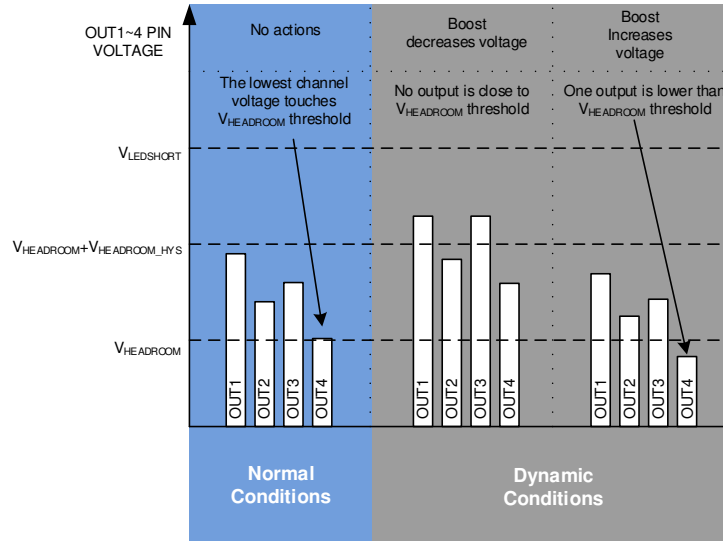 OUT1~4 PIN
VOLTAGE
No actions
Boost
decreases voltage
Boost
Increases
voltage
The lowest channel
voltage touches
VHEADROOM threshold
No output is close to
VHEADROOM threshold
One output is lower than
VHEADROOM threshold
VLEDSHORT
VHEADROOM+VHEADROOM_HYS
VHEADROOM
OUT1
OUT2
OUT3
OUT4
OUT1
OUT2
OUT3
OUT4
OUT1
OUT2
OUT3
OUT4
Normal
Conditions
Dynamic
Conditions